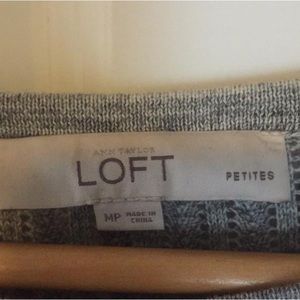 ANN TAYLOR
LOFT
PETITES
MP MADE IN
CHINA